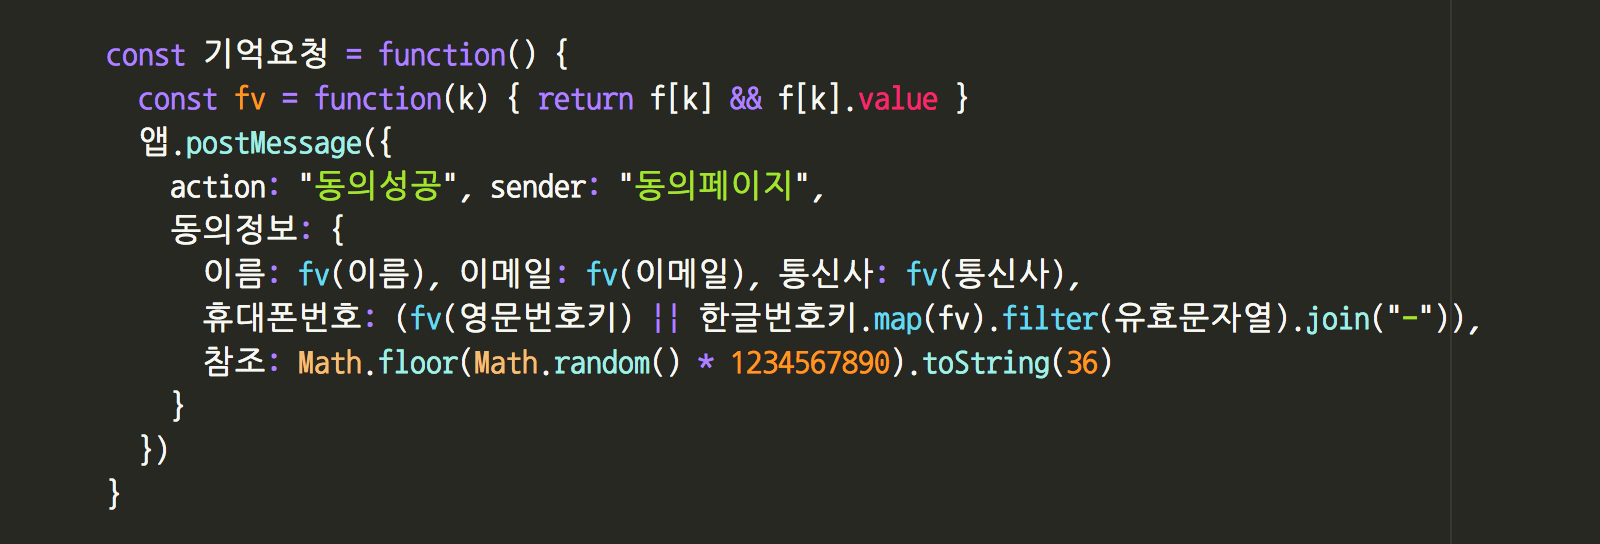 const 기억요청 = function() {
const fv = function(k) { return f[k] && f[k].value }
앱.postMessage({
action: "동의성공", sender: "동의페이지",
동의정보: {
이름: fv(이름), 이메일: fv(이메일), 통신사: fv(통신사),
휴대폰번호: (fv(영문번호키) || 한글번호키.map(fv).filter(유효문자열).join("-")),
참조: Math.floor(Math.random() * 1234567890).toString(36)
}
})
}